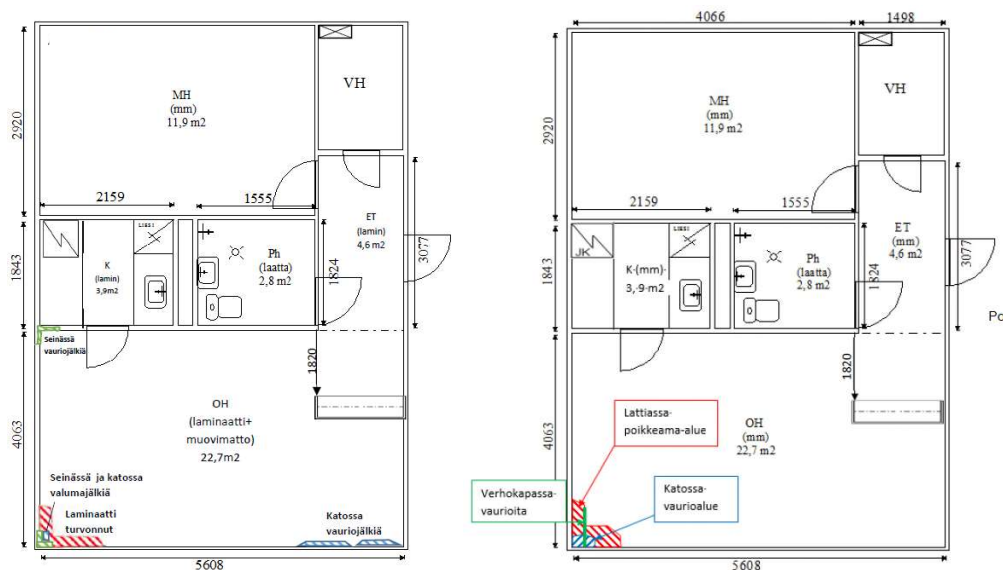 VH
MH
(mm)
11,9 m2
2920
2159
1555
LIESI
ET
(lamin)
4,6 m2
3077
K
(lamin)
3,9m2
Ph
(laatta)
2,8 m2
1824
1843
Seinässä
vauriojälkiä
1820
OH
(laminaatti+
muovimatto)
22,7m2
4063
Seinässä ja katossa
valumajälkiä
Laminaatti
turvonnut
Katossa
vauriojälkiä
5608
4066
1498
VH
MH
(mm)
11,9 m2
2920
2159
1555
LIESI
ET
(mm)
4,6 m2
3077
JK
K-(mm)-
3,-9-m2
Ph
(laatta)
2,8 m2
1824
1843
Po
1820
Lattiassa-
poikkeama-alue
OH
(mm)
22,7 m2
4063
Verhokapassa-
vaurioita
Katossa-
vaurioalue
5608